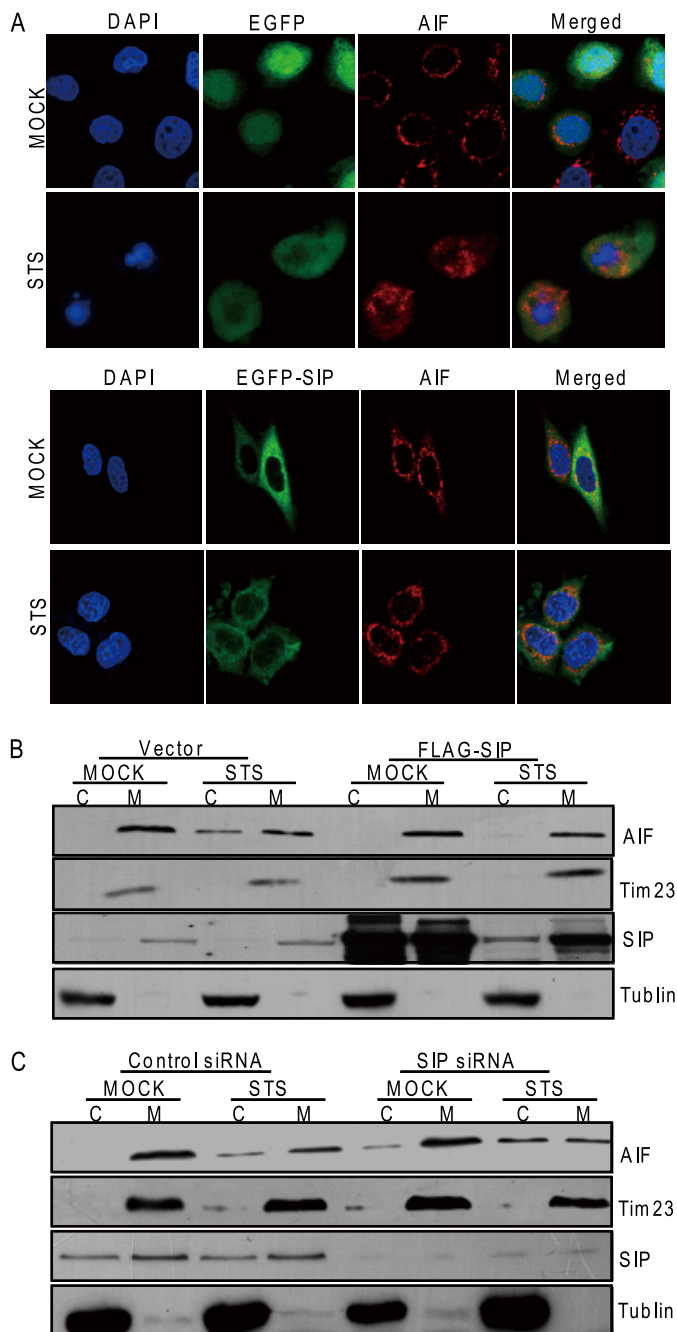 A
DAPI EGFP AIF Merged
MOCK
STS
DAPI EGFP-SIP AIF Merged
MOCK
STS
B
Vector FLAG-SIP
MOCK STS MOCK STS
C M C M C M C M
AIF
Tim23
SIP
Tublin
C
Control siRNA SIP siRNA
MOCK STS MOCK STS
C M C M C M C M
AIF
Tim23
SIP
Tublin